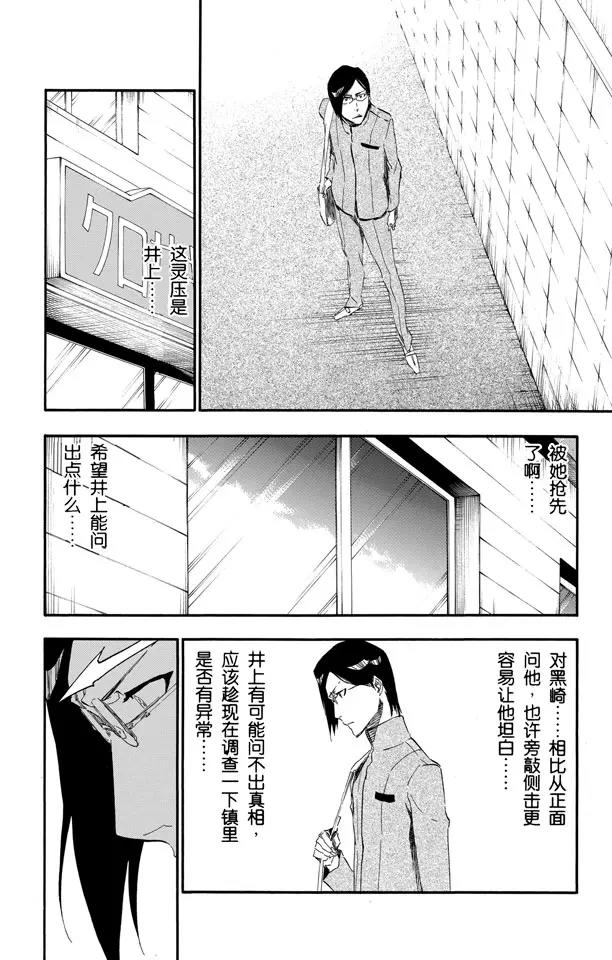 クロサ
这灵压是
井上……
被她抢先
了啊……
希望井上能问
出点什么……
对黑崎……相比从正面
问他，也许旁敲侧击更
容易让他坦白……
井上有可能问不出真相，
应该趁现在调查一下镇里
是否有异常……